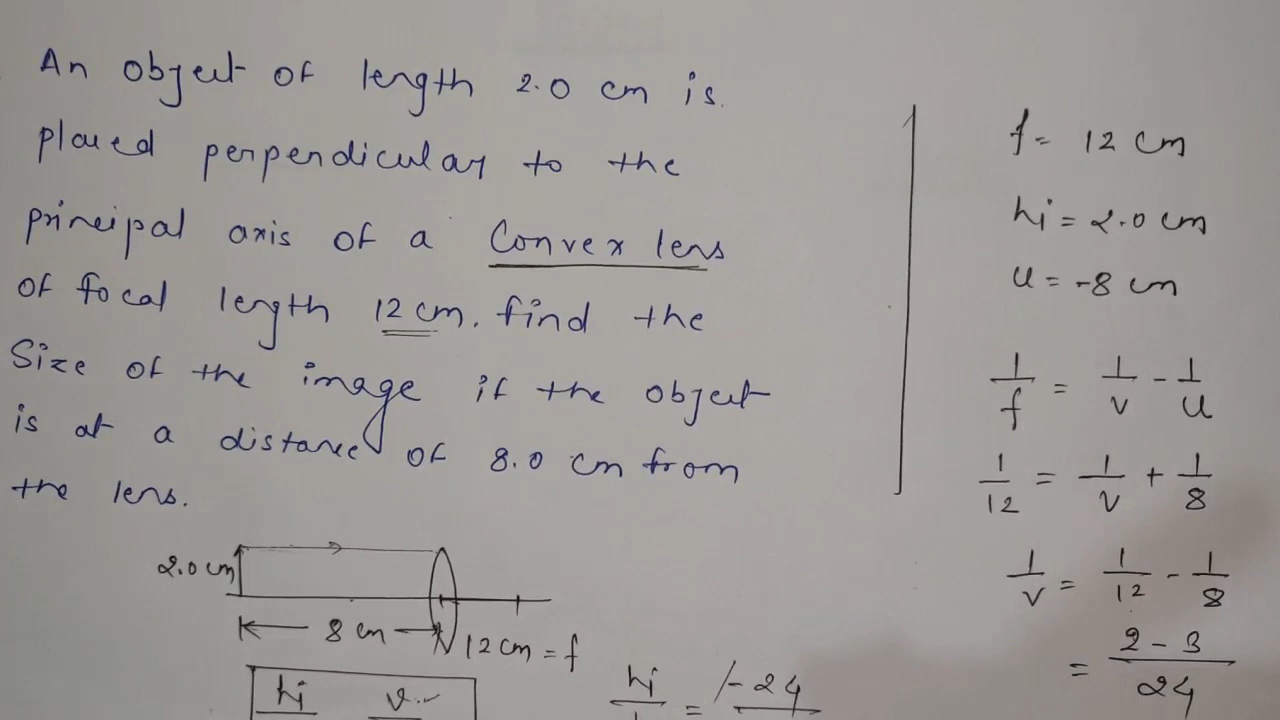 An object of length 2.0 cm is.
placed perpendicular to the
principal axis of a Convex lens
of focal length 12 cm. find the
Size of the image if the object
is at a distance of 8.0 cm from
the lens.
2.0 cm
8 cm
12 cm = f
hi v
hi = -24
f = 12 cm
hi = 2.0 cm
u = -8 cm
1/f = 1/v - 1/u
1/12 = 1/v + 1/8
1/v = 1/12 - 1/8
= 2 - 3 / 24